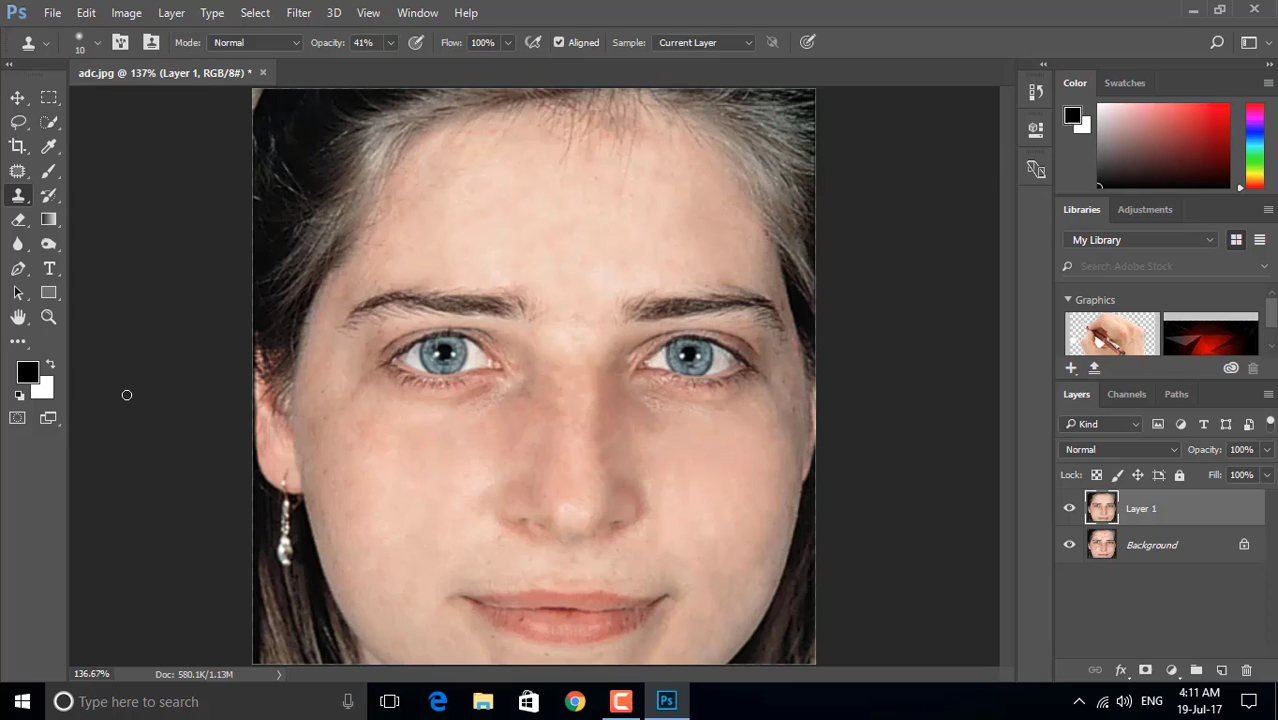 Ps File Edit Image Layer Type Select Filter 3D View Window Help
10 Mode: Normal Opacity: 41% Flow: 100% Aligned Sample: Current Layer
adc.jpg @ 137% (Layer 1, RGB/8#) *
Color Swatches
Libraries Adjustments
My Library
Search Adobe Stock
Graphics
Layers Channels Paths
Kind
Normal Opacity: 100%
Lock: Fill: 100%
Layer 1
Background
136.67% Doc: 580.1K/1.13M
Type here to search
Ps
ENG
4:11 AM
19-Jul-17